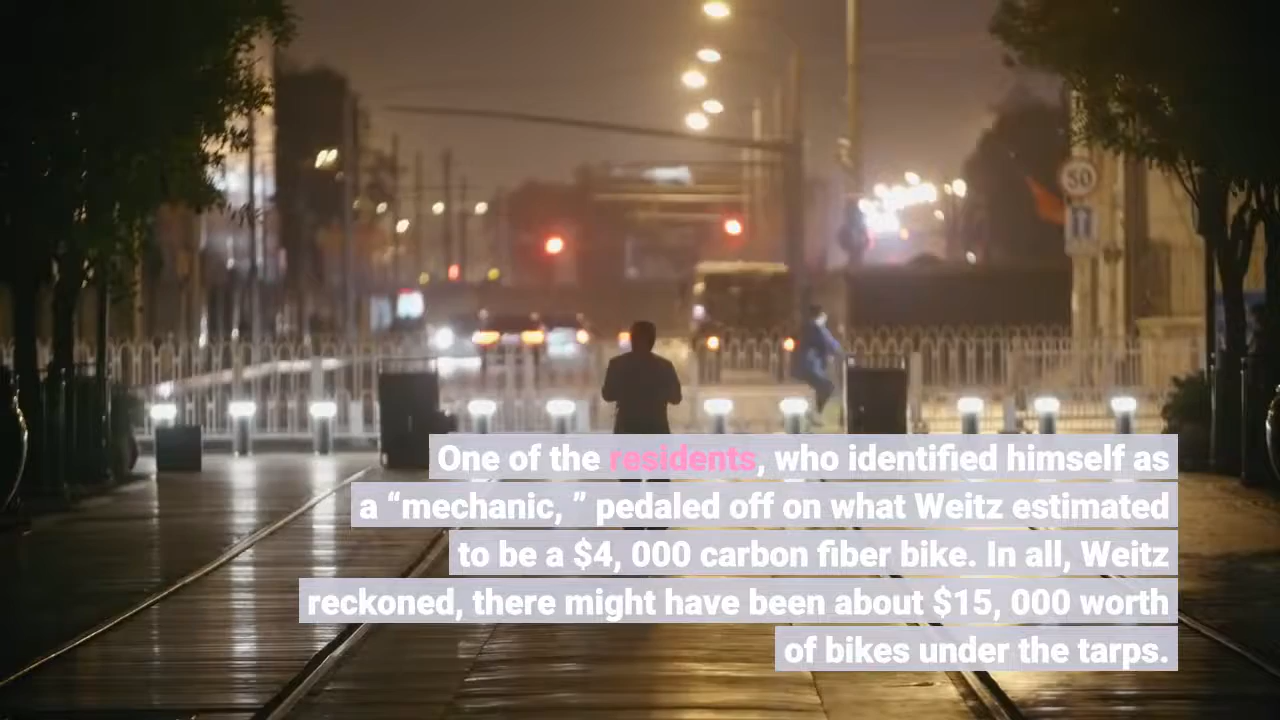 50
One of the residents, who identified himself as
a “mechanic, ” pedaled off on what Weitz estimated
to be a $4, 000 carbon fiber bike. In all, Weitz
reckoned, there might have been about $15, 000 worth
of bikes under the tarps.